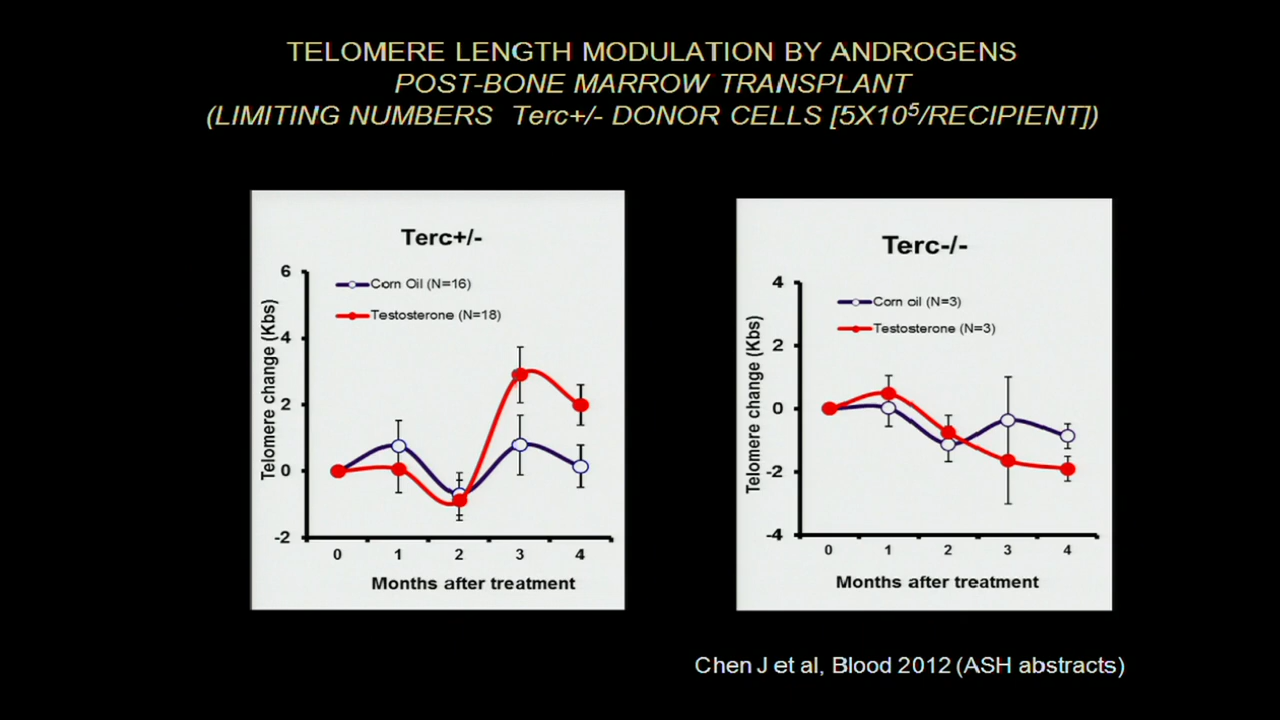 TELOMERE LENGTH MODULATION BY ANDROGENS
POST-BONE MARROW TRANSPLANT
(LIMITING NUMBERS Terc+/- DONOR CELLS [5X10⁵/RECIPIENT])
Terc+/-
6
Corn Oil (N=16)
Testosterone (N=18)
4
2
0
-2
Telomere change (Kbs)
0 1 2 3 4
Months after treatment
Terc-/-
4
Corn oil (N=3)
Testosterone (N=3)
2
0
-2
-4
Telomere change (Kbs)
0 1 2 3 4
Months after treatment
Chen J et al, Blood 2012 (ASH abstracts)